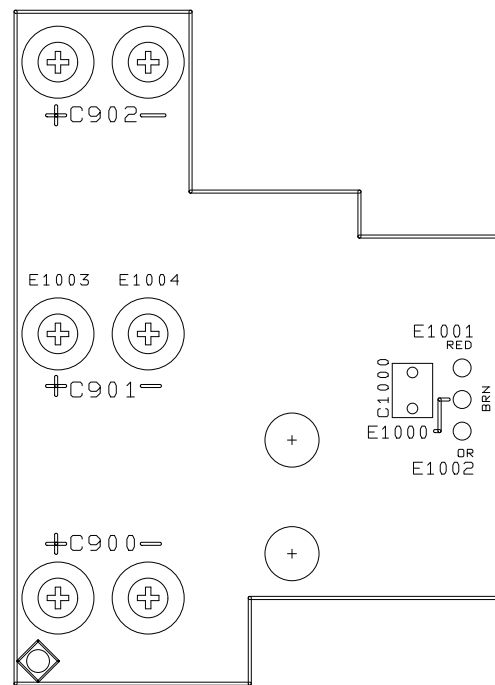 +C902-
E1003 E1004
+C901-
E1001
RED
C1000
BRN
E1000
OR
E1002
+C900-